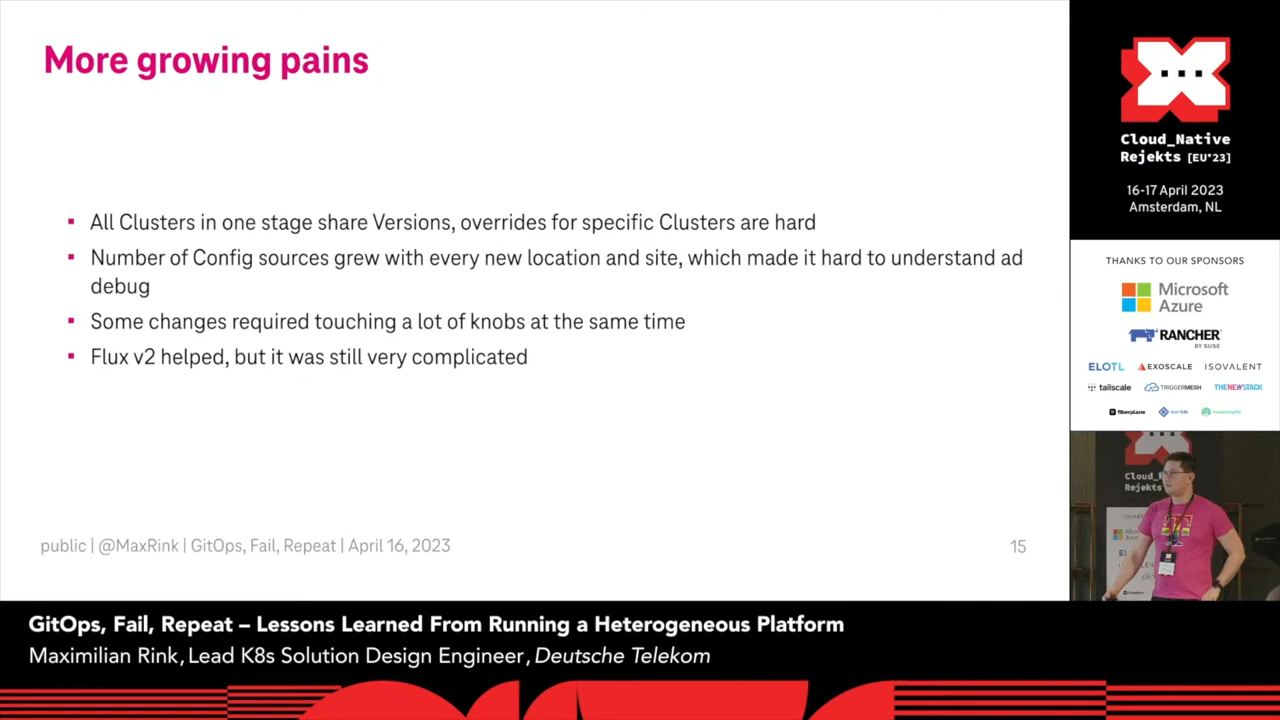 More growing pains
All Clusters in one stage share Versions, overrides for specific Clusters are hard
Number of Config sources grew with every new location and site, which made it hard to understand ad
debug
Some changes required touching a lot of knobs at the same time
Flux v2 helped, but it was still very complicated
public | @MaxRink | GitOps, Fail, Repeat | April 16, 2023
15
Cloud_Native
Rejekts [EU'23]
16-17 April 2023
Amsterdam, NL
THANKS TO OUR SPONSORS
Microsoft
Azure
RANCHER
BY SUSE
ELOTL
EXOSCALE
ISOVALENT
tailscale
TRIGGERMESH
THENEWSTACK
fiberplane
Cloud_
Rejekts
GitOps, Fail, Repeat – Lessons Learned From Running a Heterogeneous Platform
Maximilian Rink, Lead K8s Solution Design Engineer, Deutsche Telekom